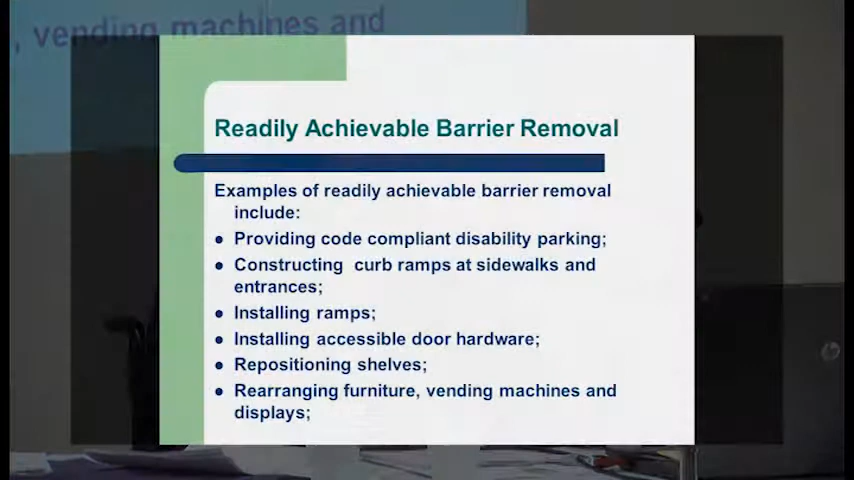 , vending machines and
Readily Achievable Barrier Removal
Examples of readily achievable barrier removal
include:
● Providing code compliant disability parking;
● Constructing  curb ramps at sidewalks and
entrances;
● Installing ramps;
● Installing accessible door hardware;
● Repositioning shelves;
● Rearranging furniture, vending machines and
displays;